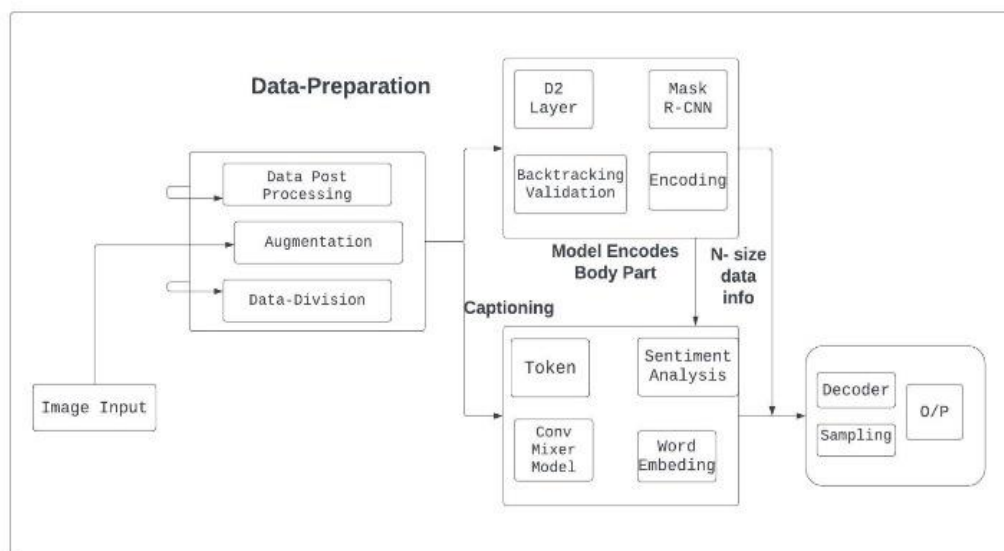 Data-Preparation
Data Post
Processing
Augmentation
Data-Division
Image Input
D2
Layer
Mask
R-CNN
Backtracking
Validation
Encoding
Model Encodes
Body Part
N- size
data
info
Captioning
Token
Sentiment
Analysis
Conv
Mixer
Model
Word
Embeding
Decoder
Sampling
O/P